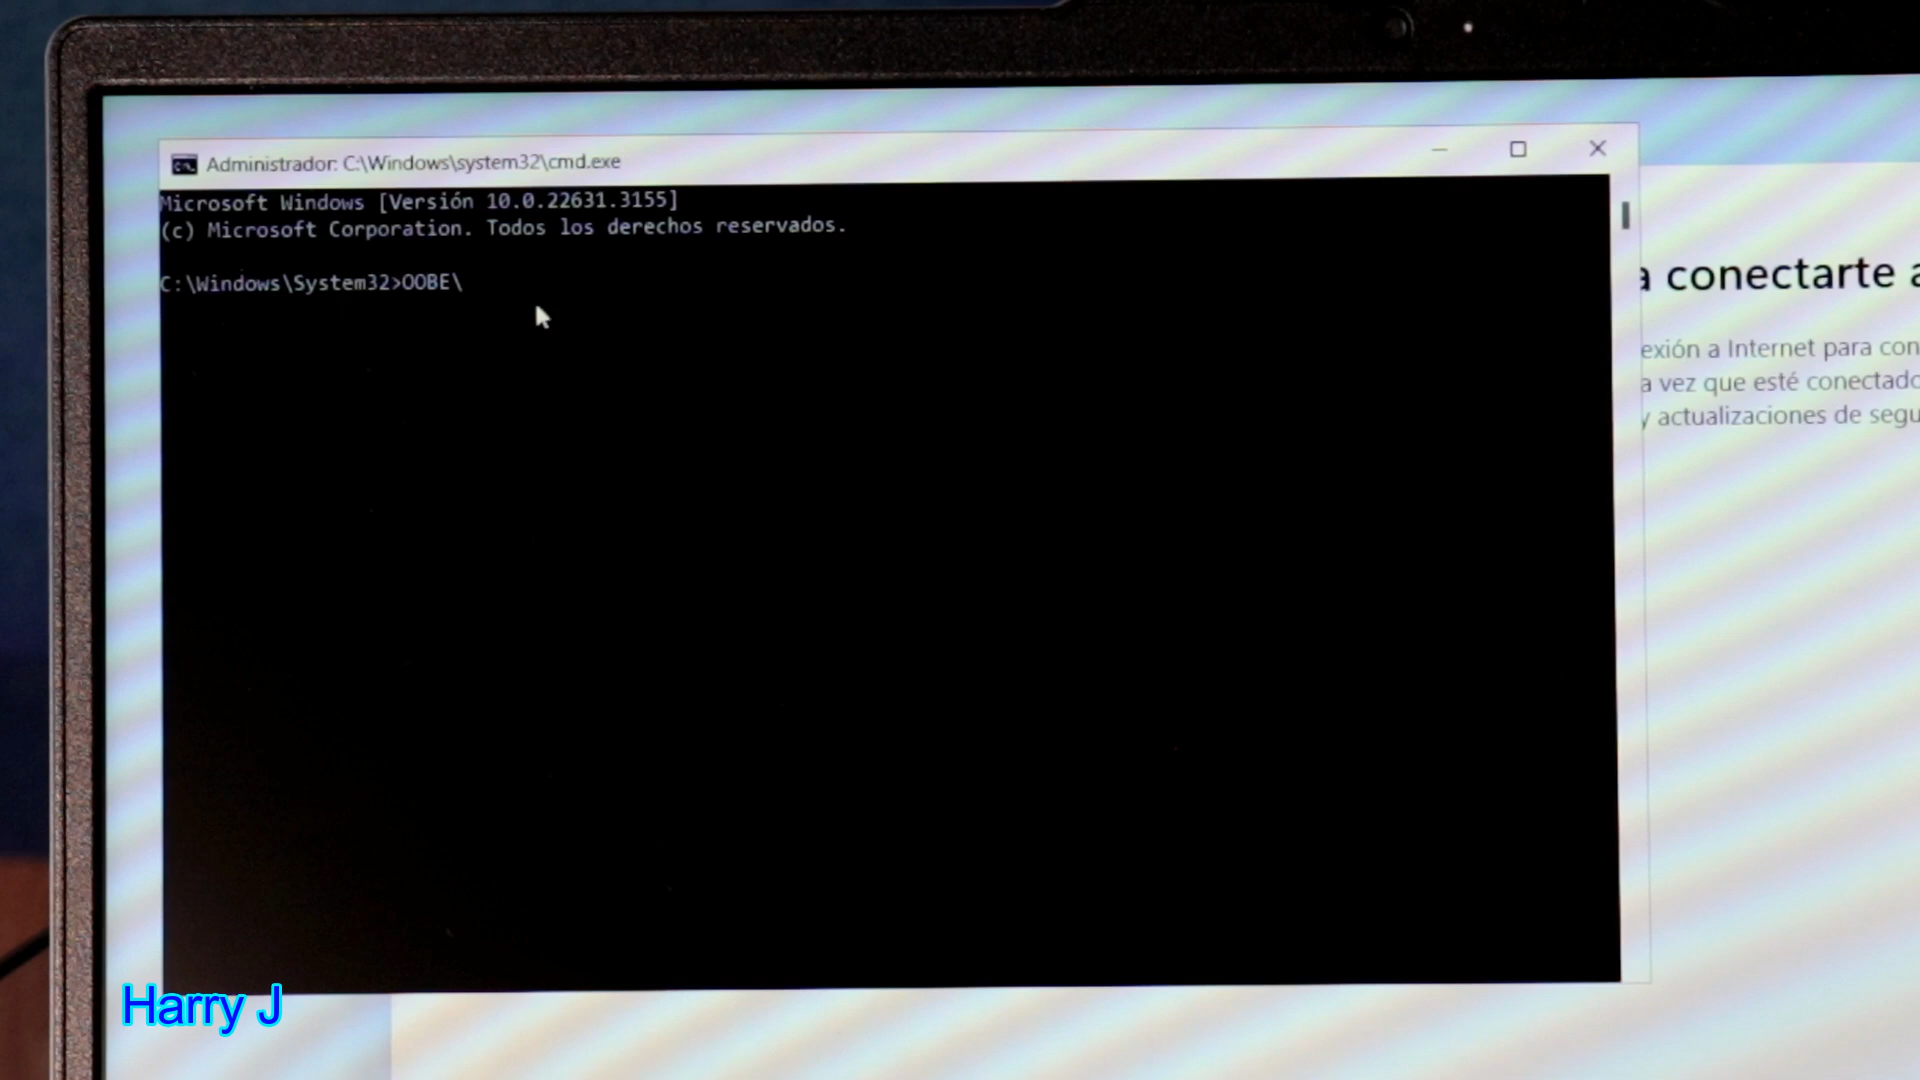 Administrador: C:\Windows\system32\cmd.exe
Microsoft Windows [Versión 10.0.22631.3155]
(c) Microsoft Corporation. Todos los derechos reservados.
C:\Windows\System32>OOBE\
a conectarte a
exión a Internet para con
a vez que esté conectado
y actualizaciones de segu
Harry J